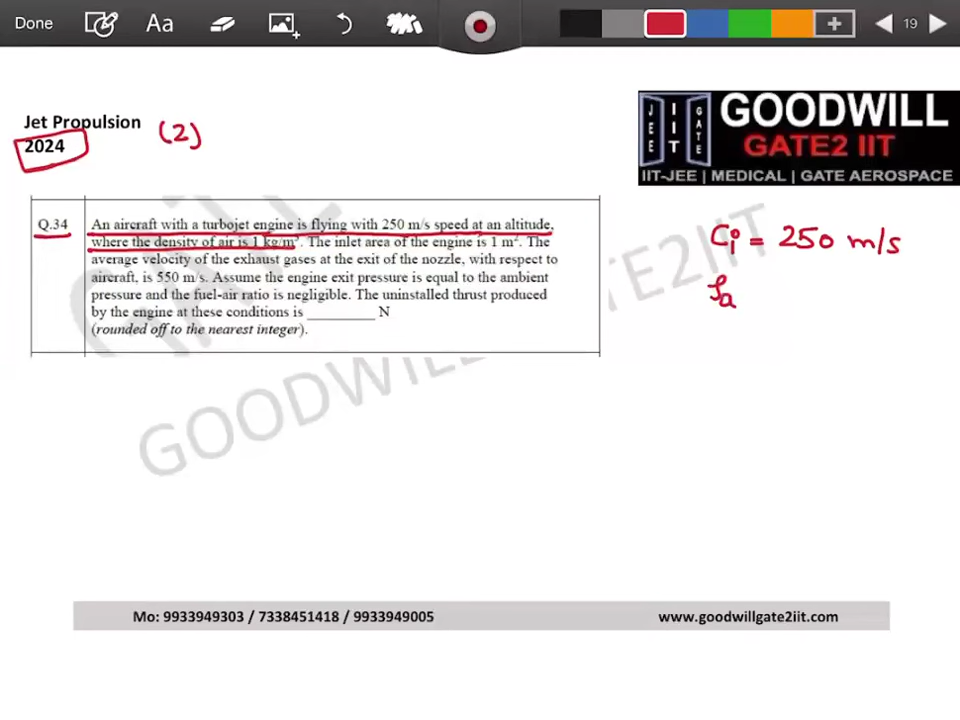 Done
Aa
19
Jet Propulsion
2024
(2)
JEE
IIT
GATE
GOODWILL
GATE2 IIT
IIT-JEE | MEDICAL | GATE AEROSPACE
Q.34
An aircraft with a turbojet engine is flying with 250 m/s speed at an altitude,
where the density of air is 1 kg/m³. The inlet area of the engine is 1 m². The
average velocity of the exhaust gases at the exit of the nozzle, with respect to
aircraft, is 550 m/s. Assume the engine exit pressure is equal to the ambient
pressure and the fuel-air ratio is negligible. The uninstalled thrust produced
by the engine at these conditions is __________ N
(rounded off to the nearest integer).
Ci = 250 m/s
ρa
GOODWILL GATE2IIT
Mo: 9933949303 / 7338451418 / 9933949005
www.goodwillgate2iit.com